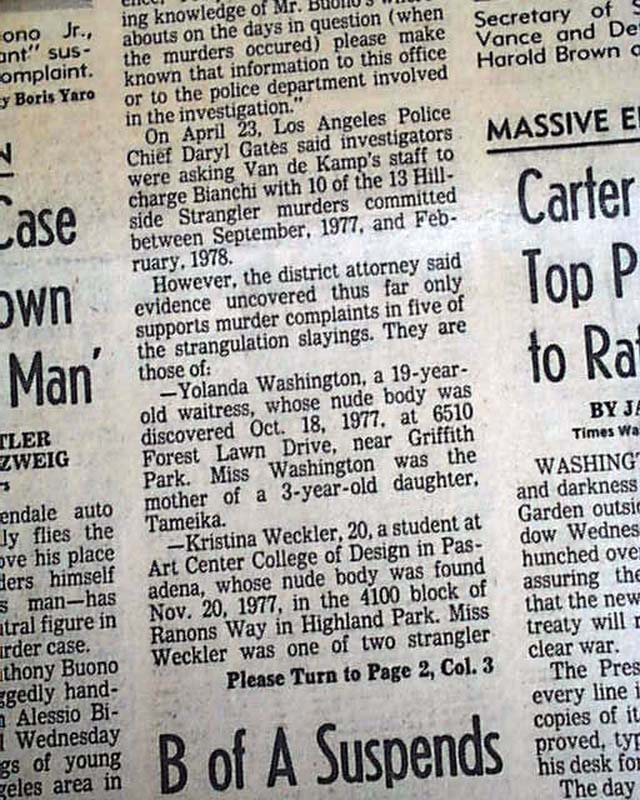 ono Jr.,
ant" sus-
omplaint.
y Boris Yaro
N
Case
own
Man'
TLER
ZWEIG
endale auto
ly flies the
ove his place
ders himself
s man—has
tral figure in
rder case.
thony Buono
ggedly hand-
n Alessio Bi-
l Wednesday
gs of young
geles area in
ing knowledge of Mr. Buono's where-
abouts on the days in question (when
the murders occured) please make
known that information to this office
or to the police department involved
in the investigation."
On April 23, Los Angeles Police
Chief Daryl Gates said investigators
were asking Van de Kamp's staff to
charge Bianchi with 10 of the 13 Hill-
side Strangler murders committed
between September, 1977, and Feb-
ruary, 1978.
However, the district attorney said
evidence uncovered thus far only
supports murder complaints in five of
the strangulation slayings. They are
those of:
—Yolanda Washington, a 19-year-
old waitress, whose nude body was
discovered Oct. 18, 1977, at 6510
Forest Lawn Drive, near Griffith
Park. Miss Washington was the
mother of a 3-year-old daughter,
Tameika.
—Kristina Weckler, 20, a student at
Art Center College of Design in Pas-
adena, whose nude body was found
Nov. 20, 1977, in the 4100 block of
Ranons Way in Highland Park. Miss
Weckler was one of two strangler
Please Turn to Page 2, Col. 3
B of A Suspends
Secretary of S
Vance and De
Harold Brown a
MASSIVE E
Carter
Top P
to Rat
BY JA
Times Wa
WASHINGT
and darkness
Garden outsid
dow Wednes
hunched over
assuring the
that the new
treaty will r
clear war.
The Pres
every line i
copies of it
proved, typ
his desk for
The day